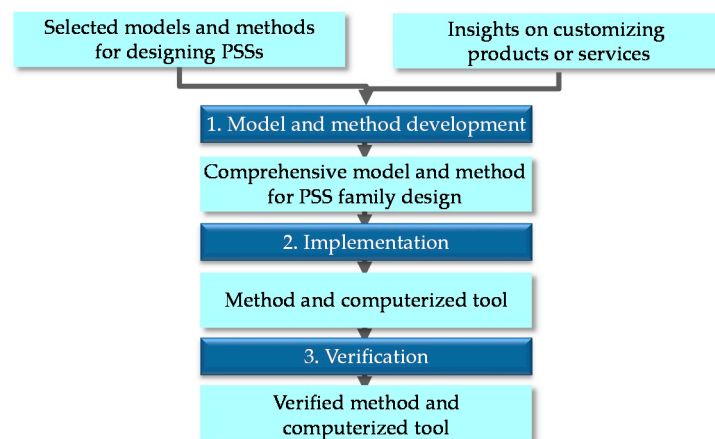 Selected models and methods
for designing PSSs
Insights on customizing
products or services
1. Model and method development
Comprehensive model and method
for PSS family design
2. Implementation
Method and computerized tool
3. Verification
Verified method and
computerized tool